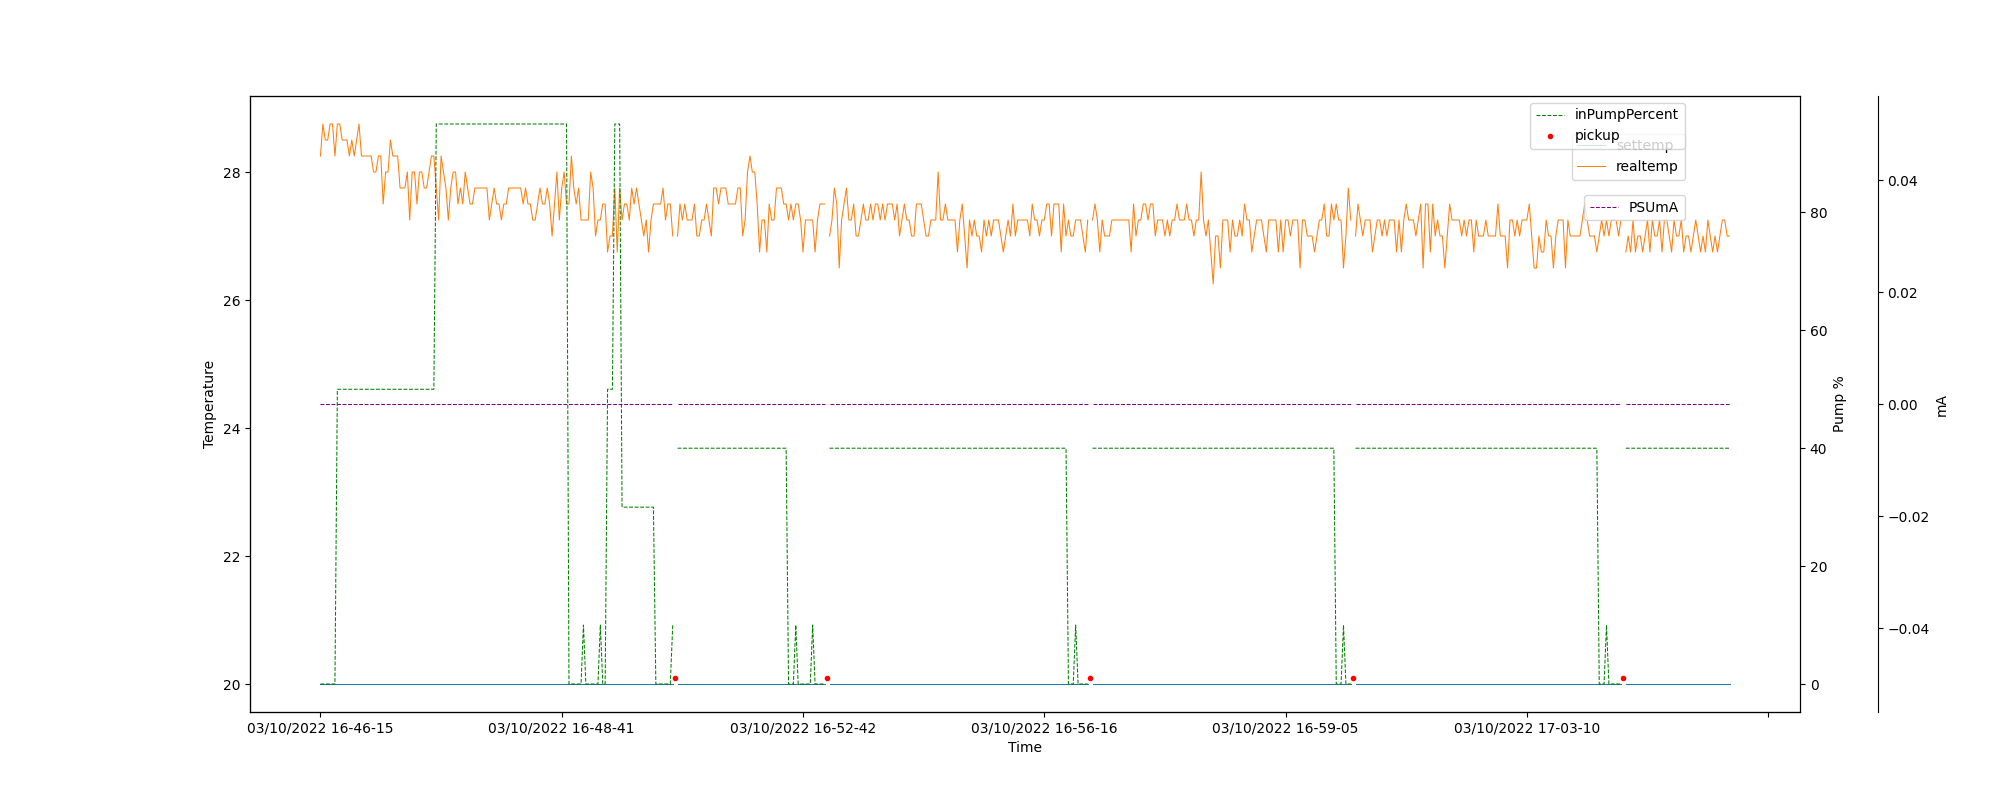 inPumpPercent
pickup
settemp
realtemp
PSUmA
28
26
24
22
20
Temperature
80
60
40
20
0
Pump %
0.04
0.02
0.00
−0.02
−0.04
mA
03/10/2022 16-46-15
03/10/2022 16-48-41
03/10/2022 16-52-42
03/10/2022 16-56-16
03/10/2022 16-59-05
03/10/2022 17-03-10
Time